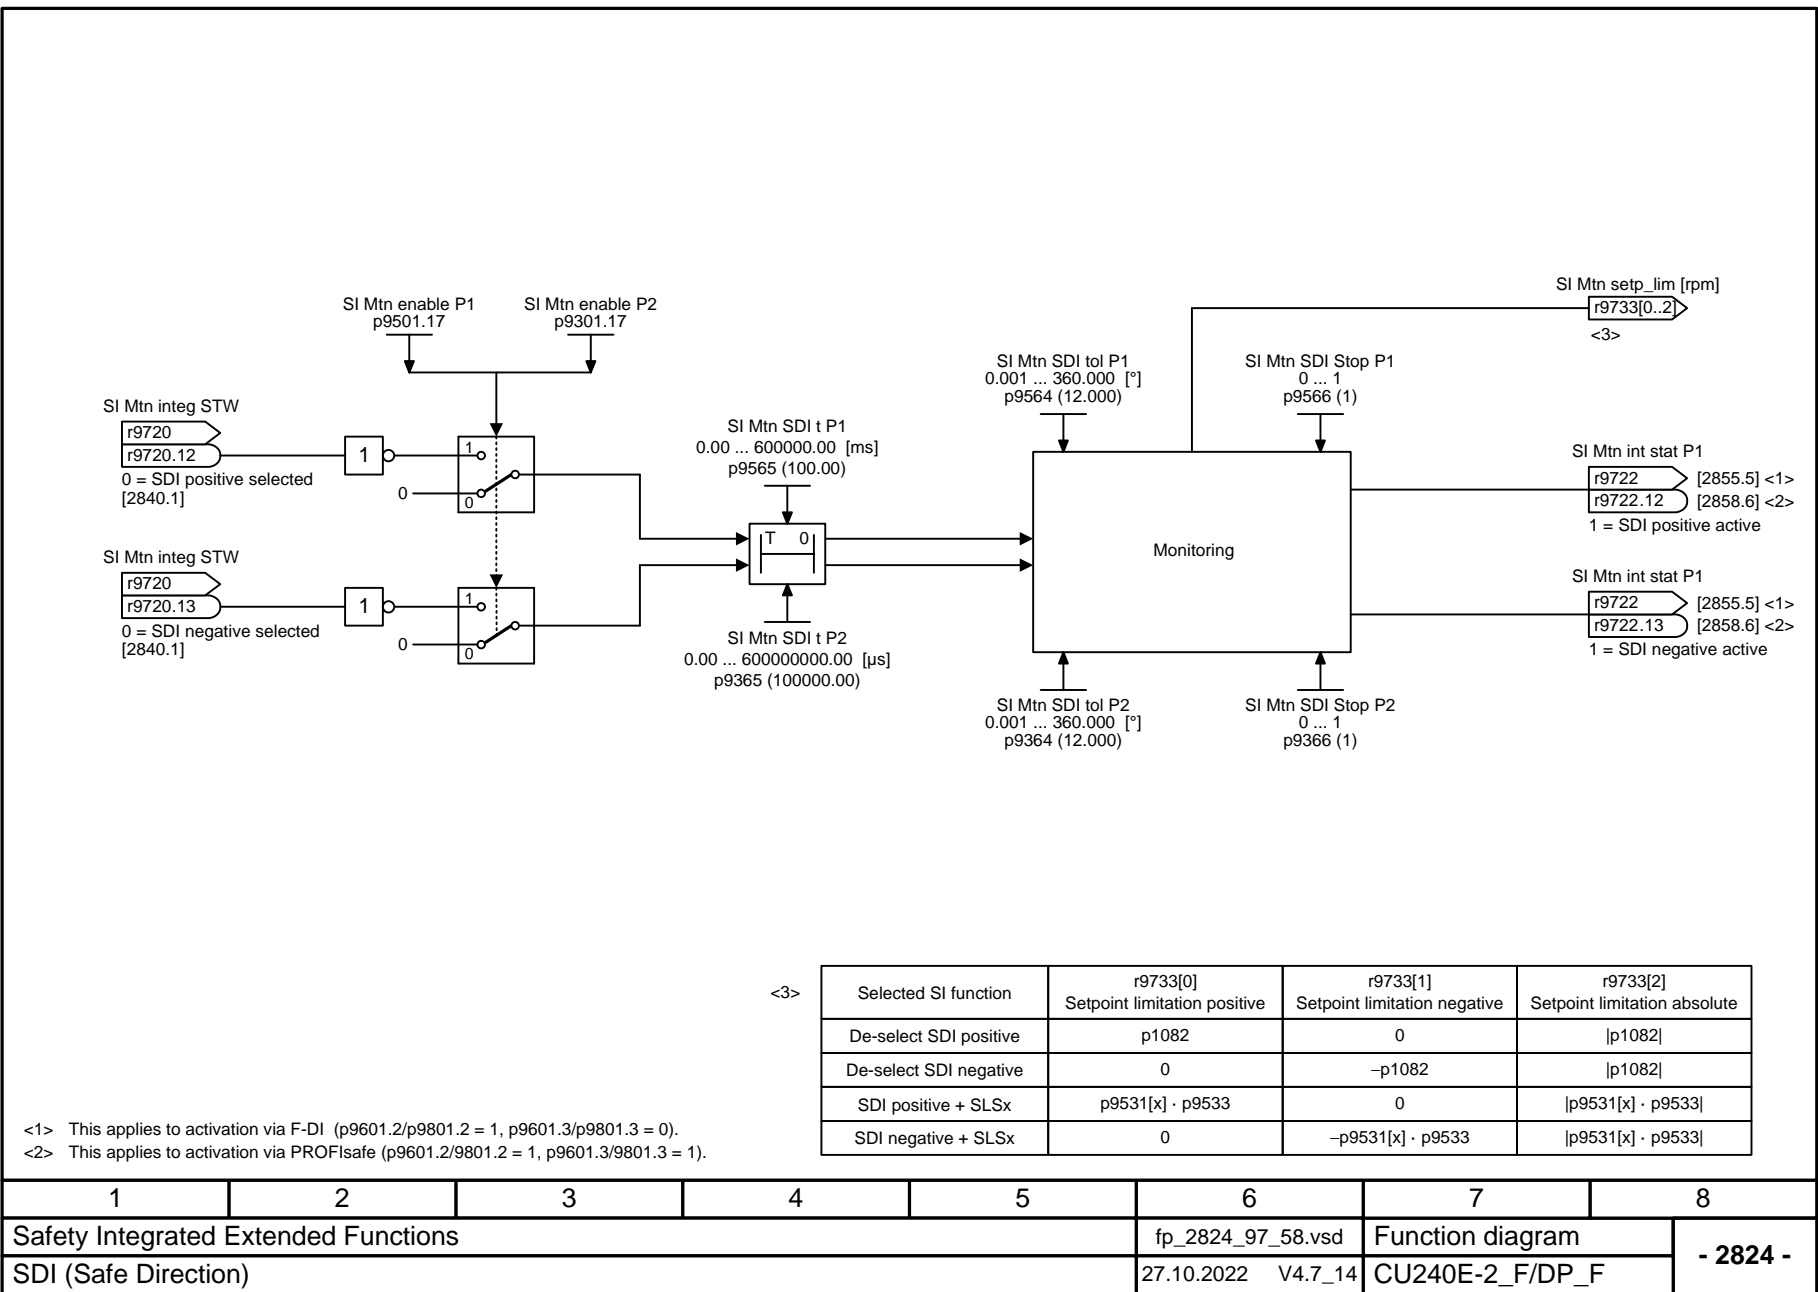 SI Mtn setp_lim [rpm]
r9733[0..2]
<3>
SI Mtn enable P1
p9501.17
SI Mtn enable P2
p9301.17
SI Mtn SDI tol P1
0.001 ... 360.000 [°]
p9564 (12.000)
SI Mtn SDI Stop P1
0 ... 1
p9566 (1)
SI Mtn integ STW
r9720
r9720.12
0 = SDI positive selected
[2840.1]
1
1
0
0
SI Mtn SDI t P1
0.00 ... 600000.00 [ms]
p9565 (100.00)
T 0
SI Mtn SDI t P2
0.00 ... 600000000.00 [µs]
p9365 (100000.00)
Monitoring
SI Mtn int stat P1
r9722 [2855.5] <1>
r9722.12 [2858.6] <2>
1 = SDI positive active
SI Mtn integ STW
r9720
r9720.13
0 = SDI negative selected
[2840.1]
1
1
0
0
SI Mtn int stat P1
r9722 [2855.5] <1>
r9722.13 [2858.6] <2>
1 = SDI negative active
SI Mtn SDI tol P2
0.001 ... 360.000 [°]
p9364 (12.000)
SI Mtn SDI Stop P2
0 ... 1
p9366 (1)
<3>
Selected SI function
r9733[0]
Setpoint limitation positive
r9733[1]
Setpoint limitation negative
r9733[2]
Setpoint limitation absolute
De-select SDI positive p1082 0 |p1082|
De-select SDI negative 0 –p1082 |p1082|
SDI positive + SLSx p9531[x] · p9533 0 |p9531[x] · p9533|
SDI negative + SLSx 0 –p9531[x] · p9533 |p9531[x] · p9533|
<1> This applies to activation via F-DI (p9601.2/p9801.2 = 1, p9601.3/p9801.3 = 0).
<2> This applies to activation via PROFIsafe (p9601.2/9801.2 = 1, p9601.3/9801.3 = 1).
1 2 3 4 5 6 7 8
Safety Integrated Extended Functions fp_2824_97_58.vsd Function diagram
- 2824 -
SDI (Safe Direction) 27.10.2022 V4.7_14 CU240E-2_F/DP_F